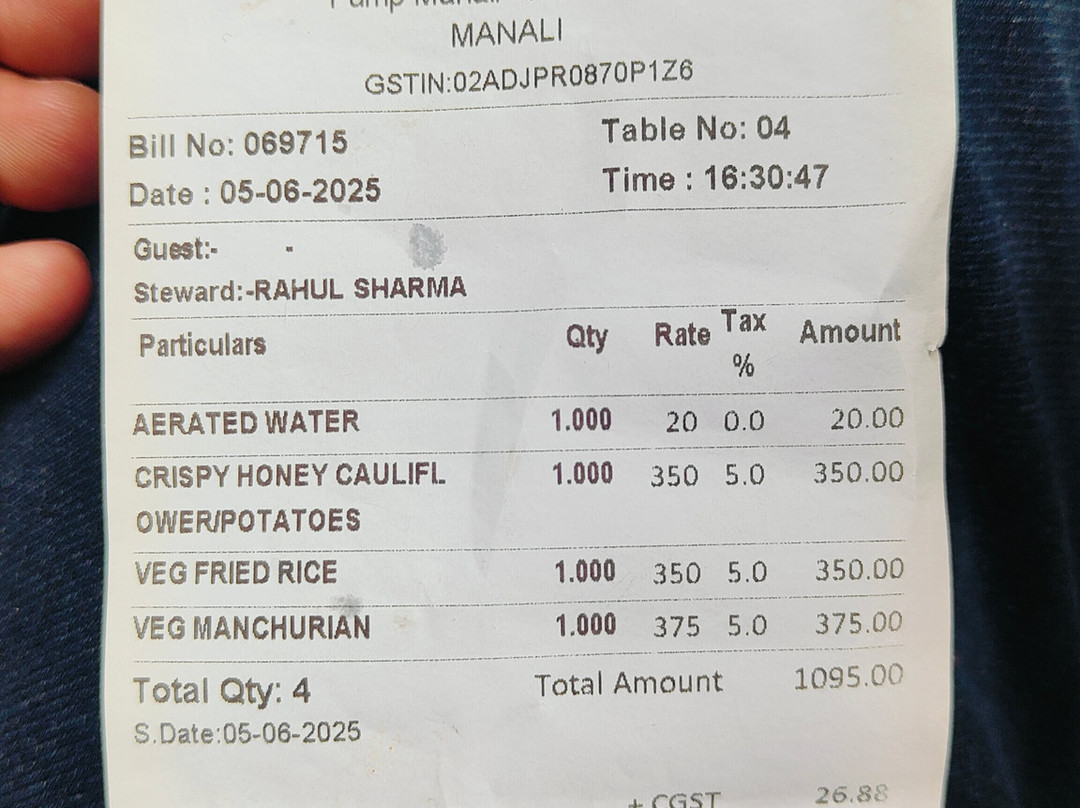 MANALI
GSTIN:02ADJPR0870P1Z6
Bill No: 069715 Table No: 04
Date : 05-06-2025 Time : 16:30:47
Guest:- -
Steward:-RAHUL SHARMA
Particulars Qty Rate Tax % Amount
AERATED WATER 1.000 20 0.0 20.00
CRISPY HONEY CAULIFL 1.000 350 5.0 350.00
OWER/POTATOES
VEG FRIED RICE 1.000 350 5.0 350.00
VEG MANCHURIAN 1.000 375 5.0 375.00
Total Qty: 4 Total Amount 1095.00
S.Date:05-06-2025
+ CGST 26.88